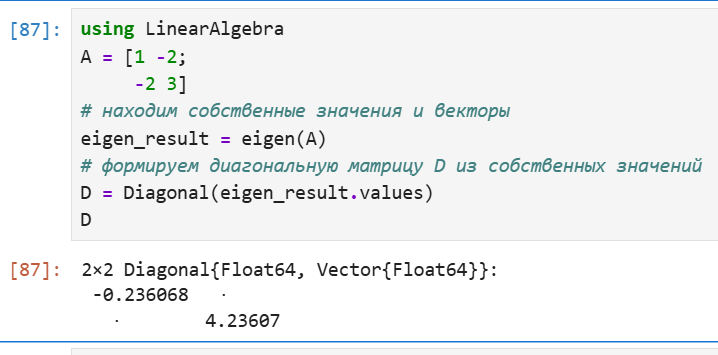 [87]: using LinearAlgebra
A = [1 -2;
     -2 3]
# находим собственные значения и векторы
eigen_result = eigen(A)
# формируем диагональную матрицу D из собственных значений
D = Diagonal(eigen_result.values)
D
[87]: 2×2 Diagonal{Float64, Vector{Float64}}:
 -0.236068   ⋅
   ⋅        4.23607